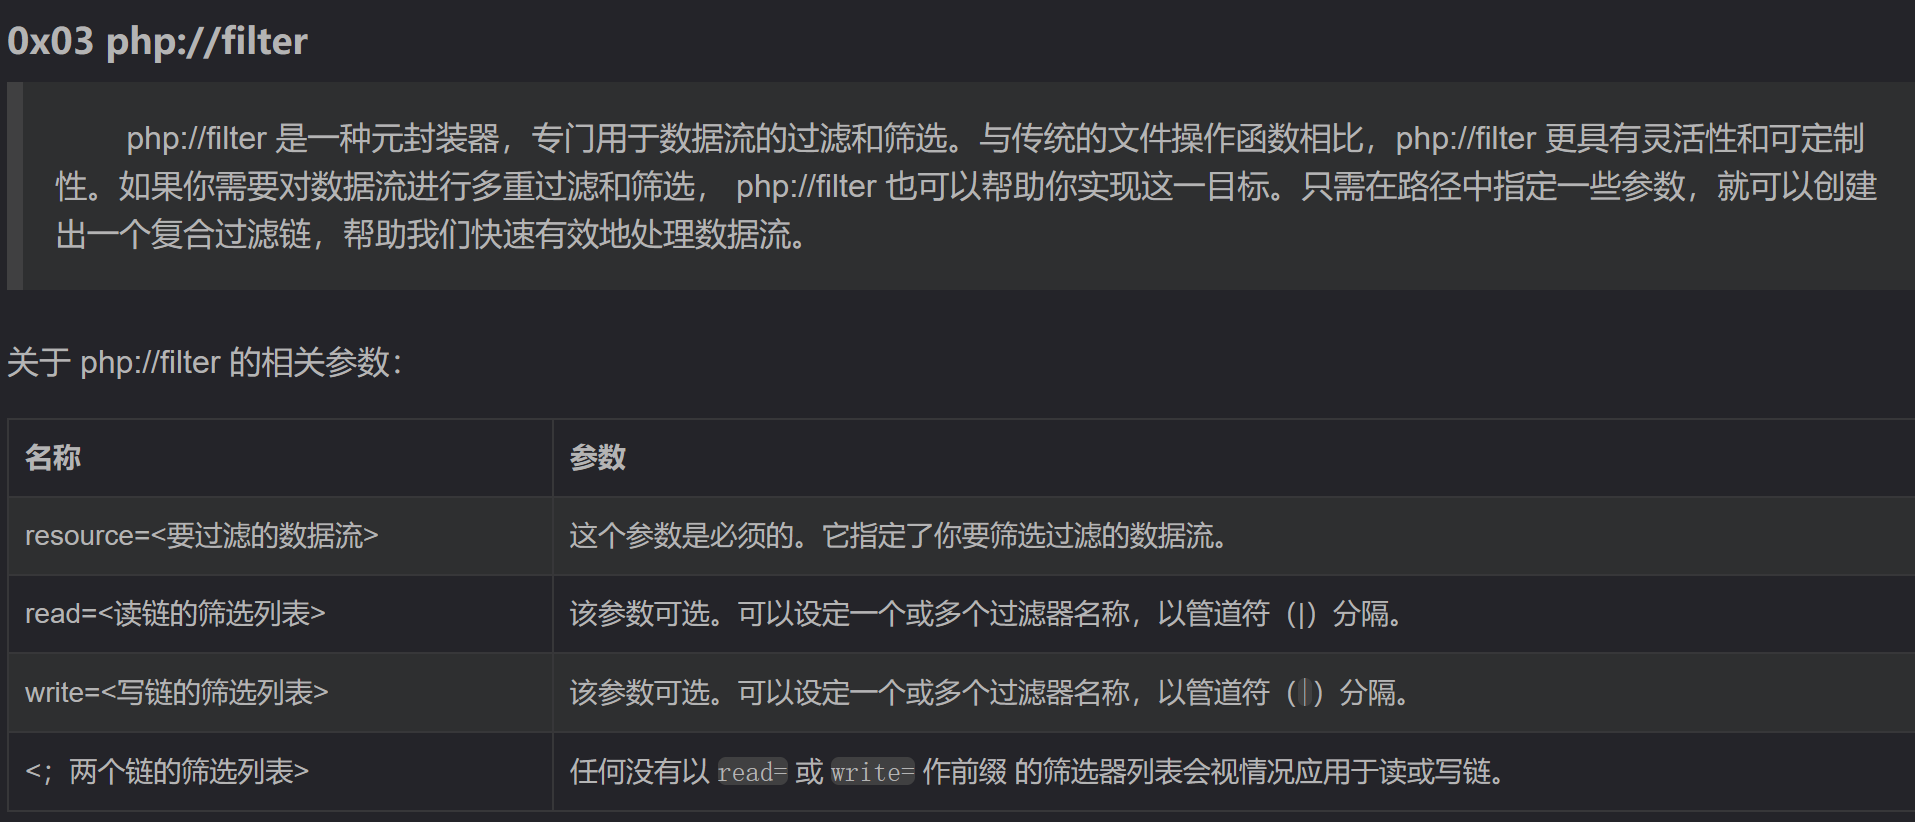 0x03 php://filter
php://filter 是一种元封装器，专门用于数据流的过滤和筛选。与传统的文件操作函数相比，php://filter 更具有灵活性和可定制
性。如果你需要对数据流进行多重过滤和筛选， php://filter 也可以帮助你实现这一目标。只需在路径中指定一些参数，就可以创建
出一个复合过滤链，帮助我们快速有效地处理数据流。
关于 php://filter 的相关参数：
名称 参数
resource=<要过滤的数据流> 这个参数是必须的。它指定了你要筛选过滤的数据流。
read=<读链的筛选列表> 该参数可选。可以设定一个或多个过滤器名称，以管道符（|）分隔。
write=<写链的筛选列表> 该参数可选。可以设定一个或多个过滤器名称，以管道符（|）分隔。
<；两个链的筛选列表> 任何没有以 read= 或 write= 作前缀 的筛选器列表会视情况应用于读或写链。